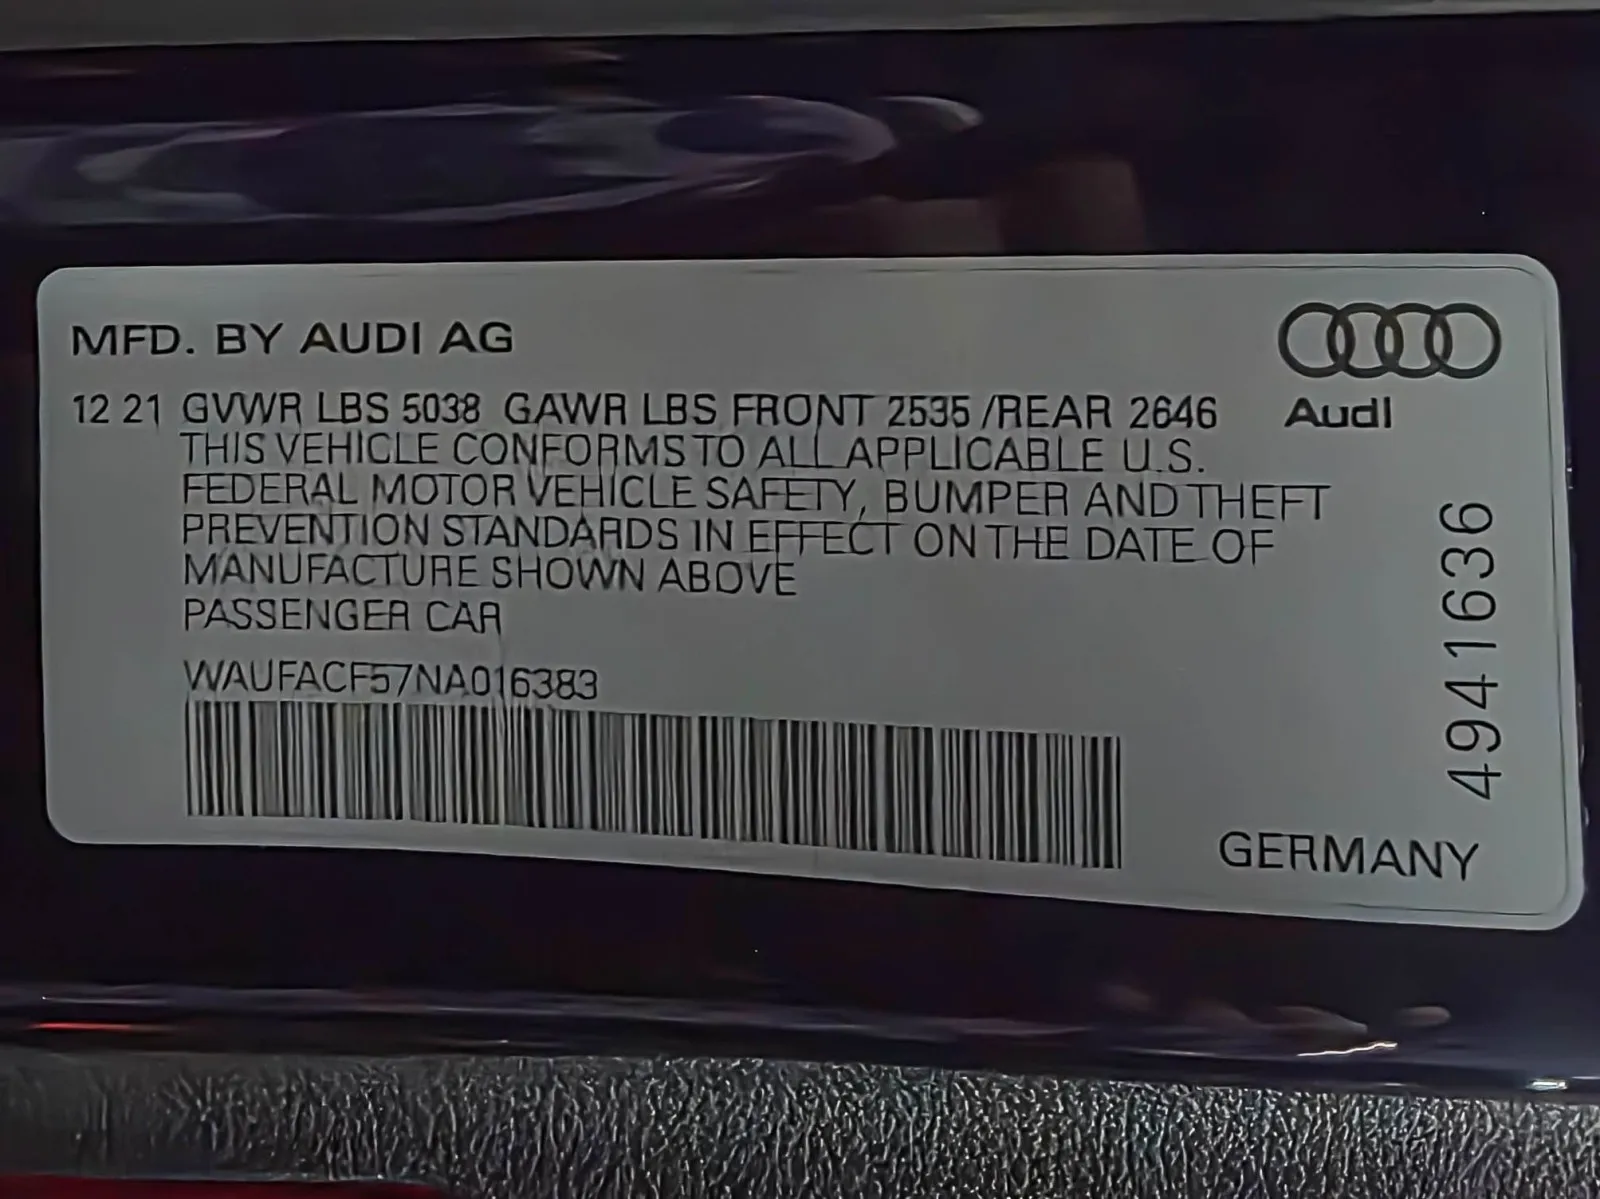 MFD. BY AUDI AG
12 21 GVWR LBS 5038 GAWR LBS FRONT 2535 /REAR 2646
Audi
THIS VEHICLE CONFORMS TO ALL APPLICABLE U.S.
FEDERAL MOTOR VEHICLE SAFETY, BUMPER AND THEFT
PREVENTION STANDARDS IN EFFECT ON THE DATE OF
MANUFACTURE SHOWN ABOVE
PASSENGER CAR
WAUFACF57NA016383
4941636
GERMANY